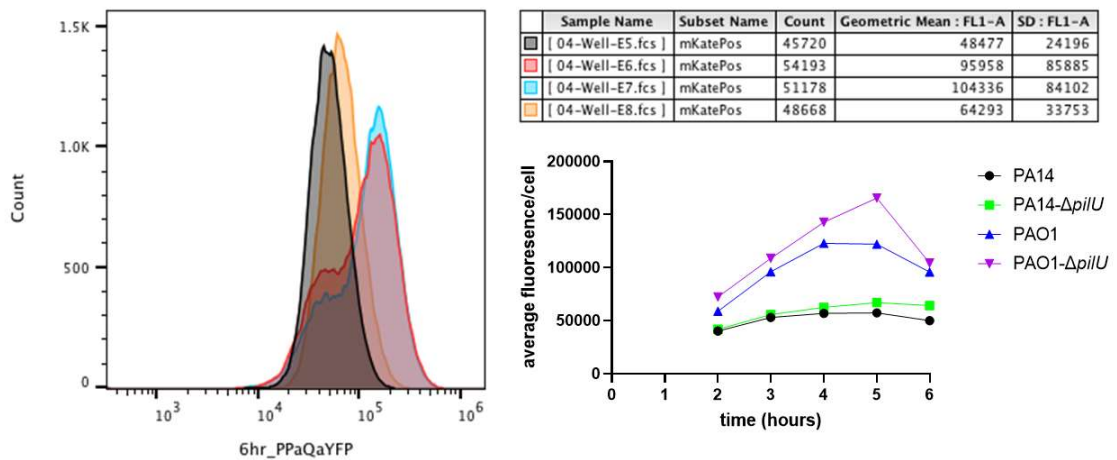 1.5K
1.0K
500
0
Count
10^3 10^4 10^5 10^6
6hr_PPaQaYFP
Sample Name Subset Name Count Geometric Mean : FL1-A SD : FL1-A
[ 04-Well-E5.fcs ] mKatePos 45720 48477 24196
[ 04-Well-E6.fcs ] mKatePos 54193 95958 85885
[ 04-Well-E7.fcs ] mKatePos 51178 104336 84102
[ 04-Well-E8.fcs ] mKatePos 48668 64293 33753
average fluoresence/cell
200000
150000
100000
50000
0
0 1 2 3 4 5 6
time (hours)
PA14
PA14-ΔpilU
PAO1
PAO1-ΔpilU